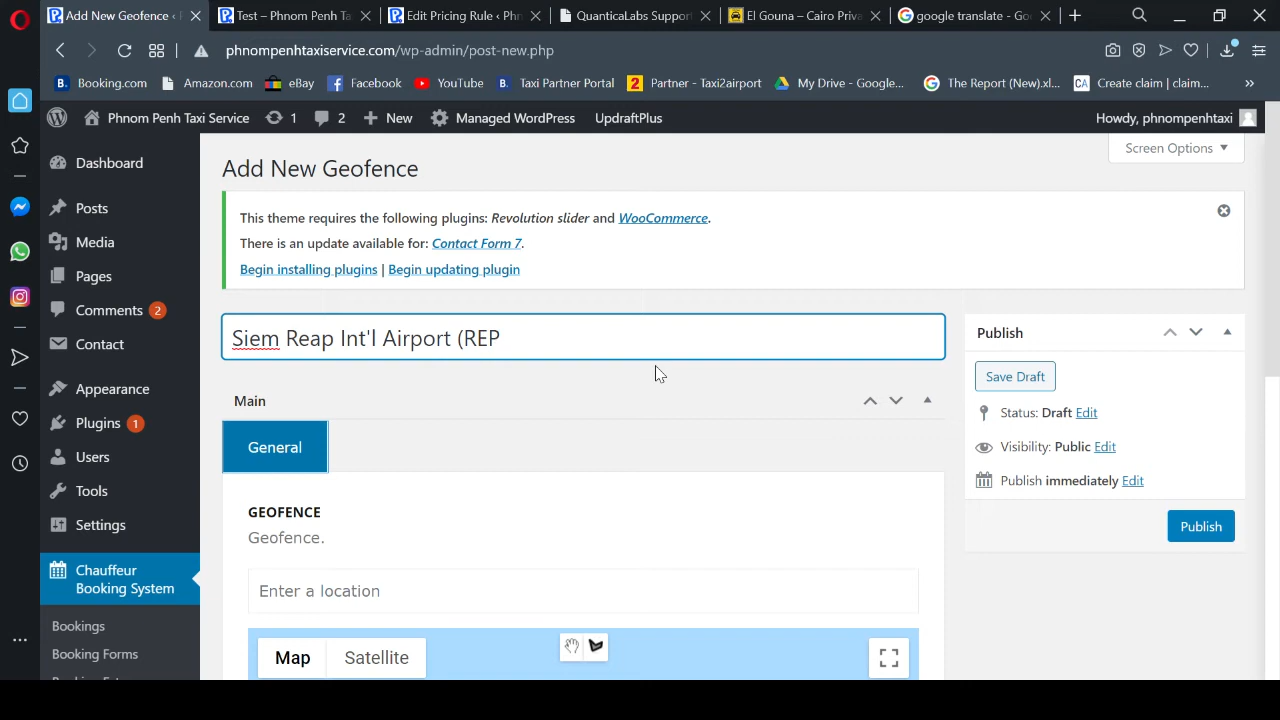 Add New Geofence ‹ P
Test – Phnom Penh Ta
Edit Pricing Rule ‹ Phn
QuanticaLabs Suppor
El Gouna – Cairo Priva
google translate - Go
phnompenhtaxiservice.com/wp-admin/post-new.php
Booking.com
Amazon.com
eBay
Facebook
YouTube
Taxi Partner Portal
Partner - Taxi2airport
My Drive - Google...
The Report (New).xl...
Create claim | claim...
»
Phnom Penh Taxi Service
1
2
New
Managed WordPress
UpdraftPlus
Howdy, phnompenhtaxi
Dashboard
Posts
Media
Pages
Comments 2
Contact
Appearance
Plugins 1
Users
Tools
Settings
Chauffeur
Booking System
Bookings
Booking Forms
Screen Options
Add New Geofence
This theme requires the following plugins: Revolution slider and WooCommerce.
There is an update available for: Contact Form 7.
Begin installing plugins | Begin updating plugin
Siem Reap Int'l Airport (REP
Main
General
GEOFENCE
Geofence.
Enter a location
Map
Satellite
Publish
Save Draft
Status: Draft Edit
Visibility: Public Edit
Publish immediately Edit
Publish